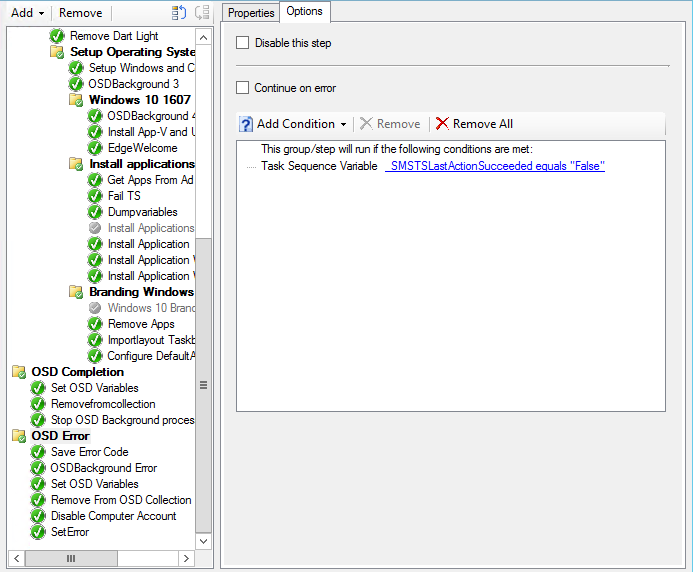 Add Remove
Remove Dart Light
Setup Operating Syste
Setup Windows and C
OSDBackground 3
Windows 10 1607
OSDBackground 4
Install App-V and U
EdgeWelcome
Install applications
Get Apps From Ad
Fail TS
Dumpvariables
Install Applications
Install Application
Install Application W
Install Application W
Branding Windows
Windows 10 Branc
Remove Apps
Importlayout Taskb
Configure DefaultA
OSD Completion
Set OSD Variables
Removefromcollection
Stop OSD Background proces
OSD Error
Save Error Code
OSDBackground Error
Set OSD Variables
Remove From OSD Collection
Disable Computer Account
SetError
Properties Options
Disable this step
Continue on error
Add Condition Remove Remove All
This group/step will run if the following conditions are met:
Task Sequence Variable SMSTSLastActionSucceeded equals "False"